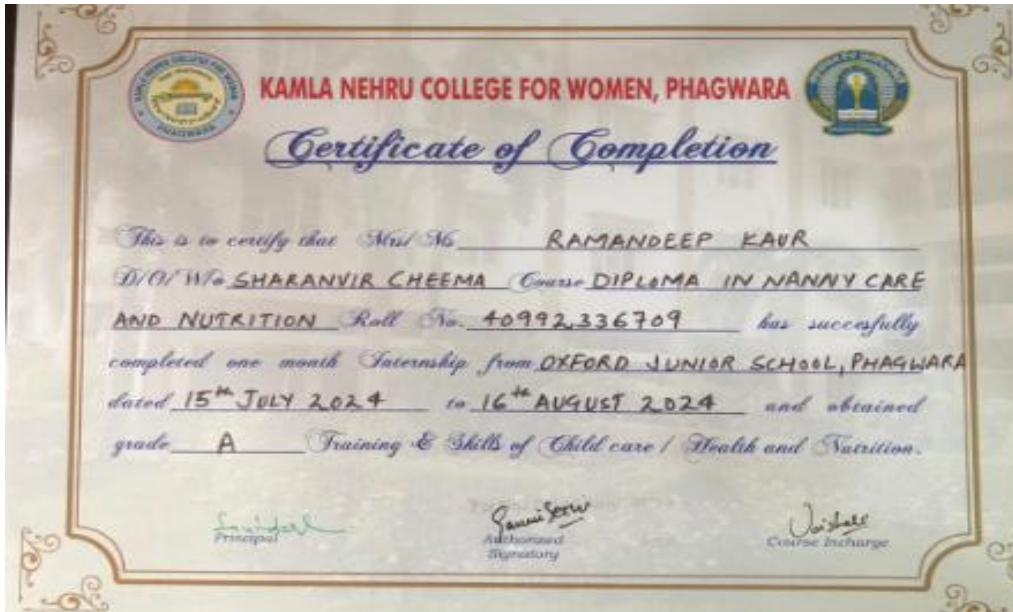 KAMLA NEHRU COLLEGE FOR WOMEN, PHAGWARA
Certificate of Completion
This is to certify that Mrs/ Ms RAMANDEEP KAUR
D/O/ W/o SHARANVIR CHEEMA Course DIPLOMA IN NANNY CARE
AND NUTRITION Roll No. 40992336709 has succesfully
completed one month Internship from OXFORD JUNIOR SCHOOL, PHAGWARA
dated 15th JULY 2024 to 16th AUGUST 2024 and obtained
grade A Training & Skills of Child care / Health and Nutrition.
Principal
Authorized
Signatory
Course Incharge